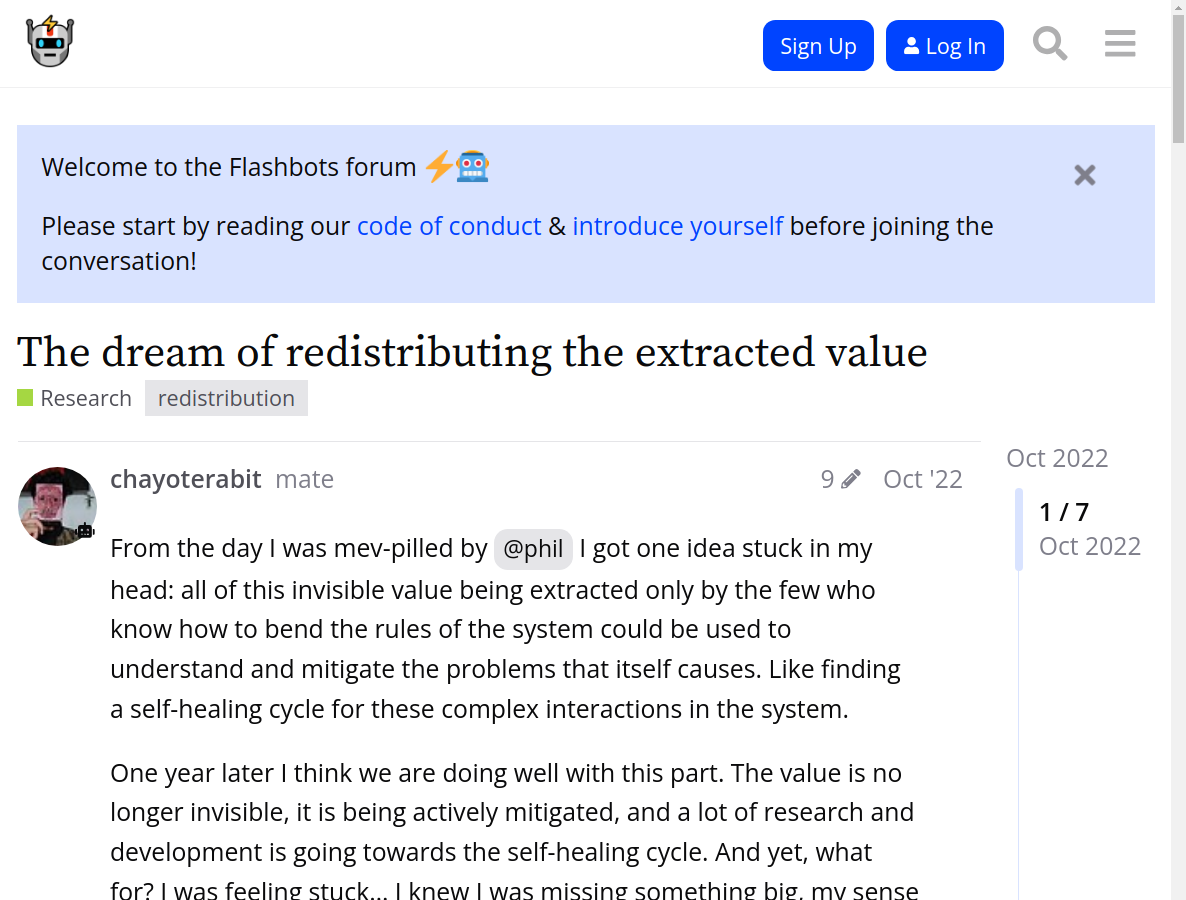 Sign Up
Log In
Welcome to the Flashbots forum
Please start by reading our code of conduct & introduce yourself before joining the
conversation!
The dream of redistributing the extracted value
Research redistribution
chayoterabit mate 9 Oct '22
From the day I was mev-pilled by @phil I got one idea stuck in my
head: all of this invisible value being extracted only by the few who
know how to bend the rules of the system could be used to
understand and mitigate the problems that itself causes. Like finding
a self-healing cycle for these complex interactions in the system.
One year later I think we are doing well with this part. The value is no
longer invisible, it is being actively mitigated, and a lot of research and
development is going towards the self-healing cycle. And yet, what
for? I was feeling stuck... I knew I was missing something big, my sense
Oct 2022
1 / 7
Oct 2022